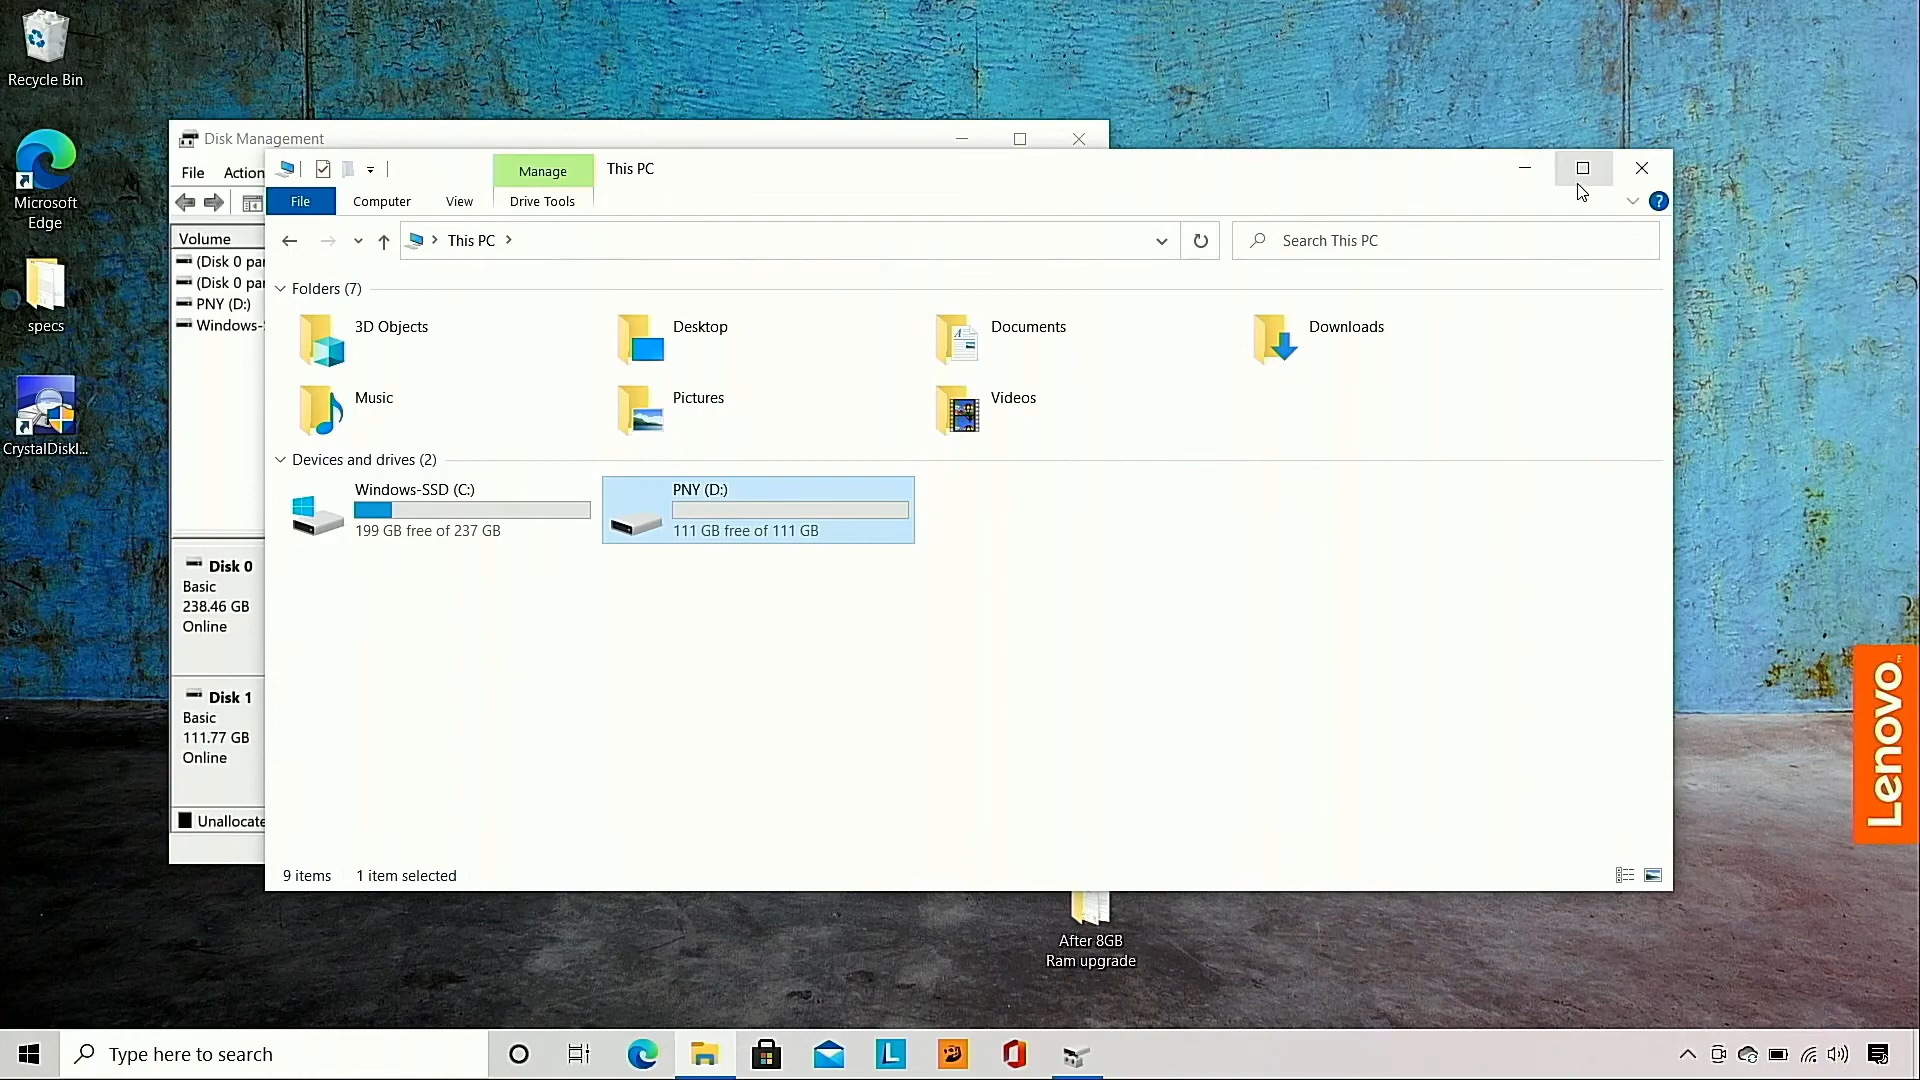 Recycle Bin
Microsoft
Edge
specs
CrystalDiskI...
Disk Management
File Action
Volume
(Disk 0 par
(Disk 0 par
PNY (D:)
Windows-S
Disk 0
Basic
238.46 GB
Online
Disk 1
Basic
111.77 GB
Online
Unallocate
Manage
This PC
File
Computer
View
Drive Tools
?
This PC
Search This PC
Folders (7)
3D Objects
Desktop
Documents
Downloads
Music
Pictures
Videos
Devices and drives (2)
Windows-SSD (C:)
199 GB free of 237 GB
PNY (D:)
111 GB free of 111 GB
9 items
1 item selected
After 8GB
Ram upgrade
Lenovo
Type here to search
L